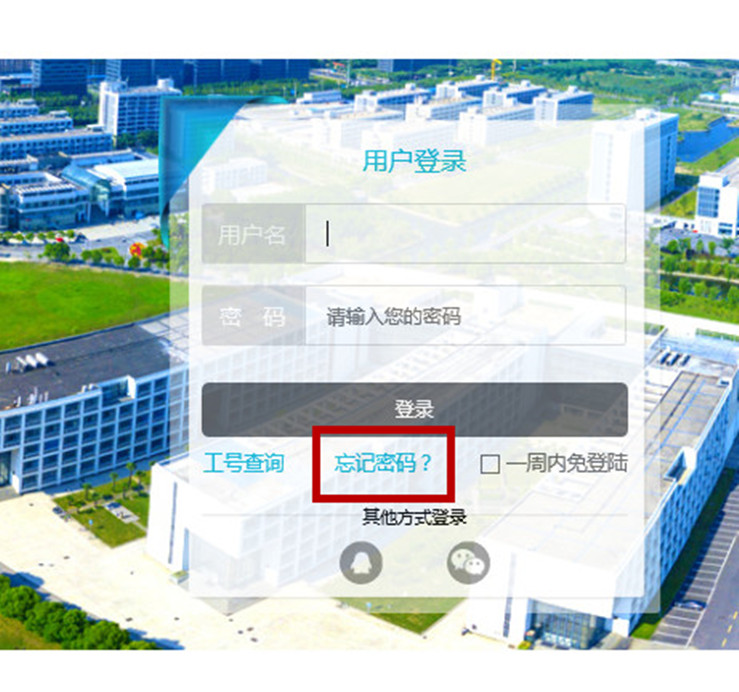 用户登录
用户名
密 码 请输入您的密码
登录
工号查询 忘记密码？ 一周内免登陆
其他方式登录